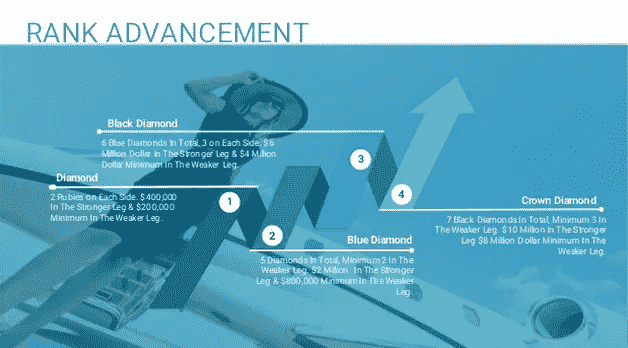 RANK ADVANCEMENT
Black Diamond
6 Blue Diamonds In Total, 3 on Each Side. $6
Million Dollar In The Stronger Leg & $4 Million
Dollar Minimum In The Weaker Leg.
Diamond
2 Rubies on Each Side. $400,000
In The Stronger Leg & $200,000
Minimum In The Weaker Leg.
1
2
3
4
Blue Diamond
5 Diamonds In Total, Minimum 2 In The
Weaker Leg. $2 Million In The Stronger
Leg & $800,000 Minimum In The Weaker
Leg.
Crown Diamond
7 Black Diamonds In Total, Minimum 3 In
The Weaker Leg. $10 Million In The Stronger
Leg $8 Million Dollar Minimum In The
Weaker Leg.